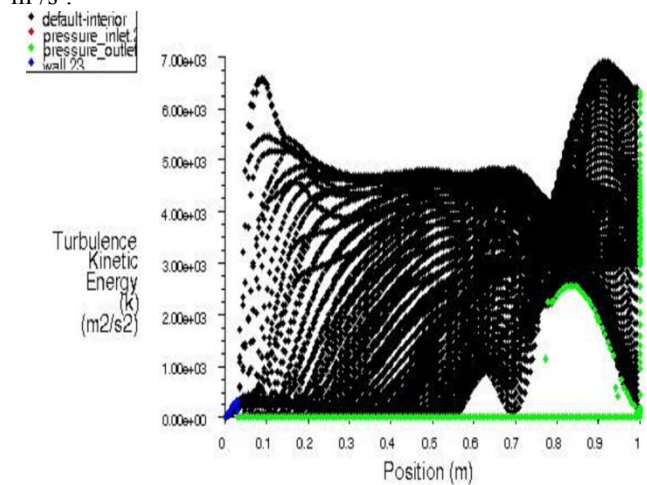 m /s .
default-interior
pressure_inlet.2
pressure_outlet
wall.23
7.00e+03
6.00e+03
5.00e+03
4.00e+03
3.00e+03
2.00e+03
1.00e+03
0.00e+00
Turbulence
Kinetic
Energy
(k)
(m2/s2)
0 0.1 0.2 0.3 0.4 0.5 0.6 0.7 0.8 0.9 1
Position (m)